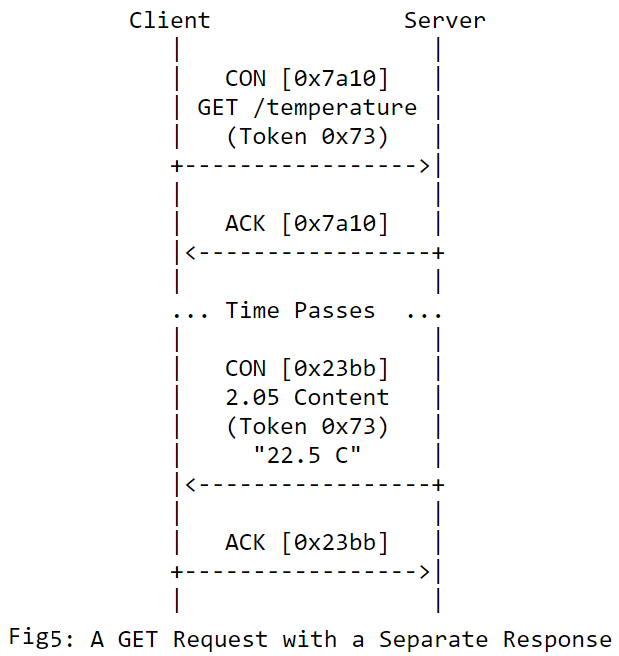 Client Server
CON [0x7a10]
GET /temperature
(Token 0x73)
ACK [0x7a10]
... Time Passes ...
CON [0x23bb]
2.05 Content
(Token 0x73)
"22.5 C"
ACK [0x23bb]
Fig5: A GET Request with a Separate Response